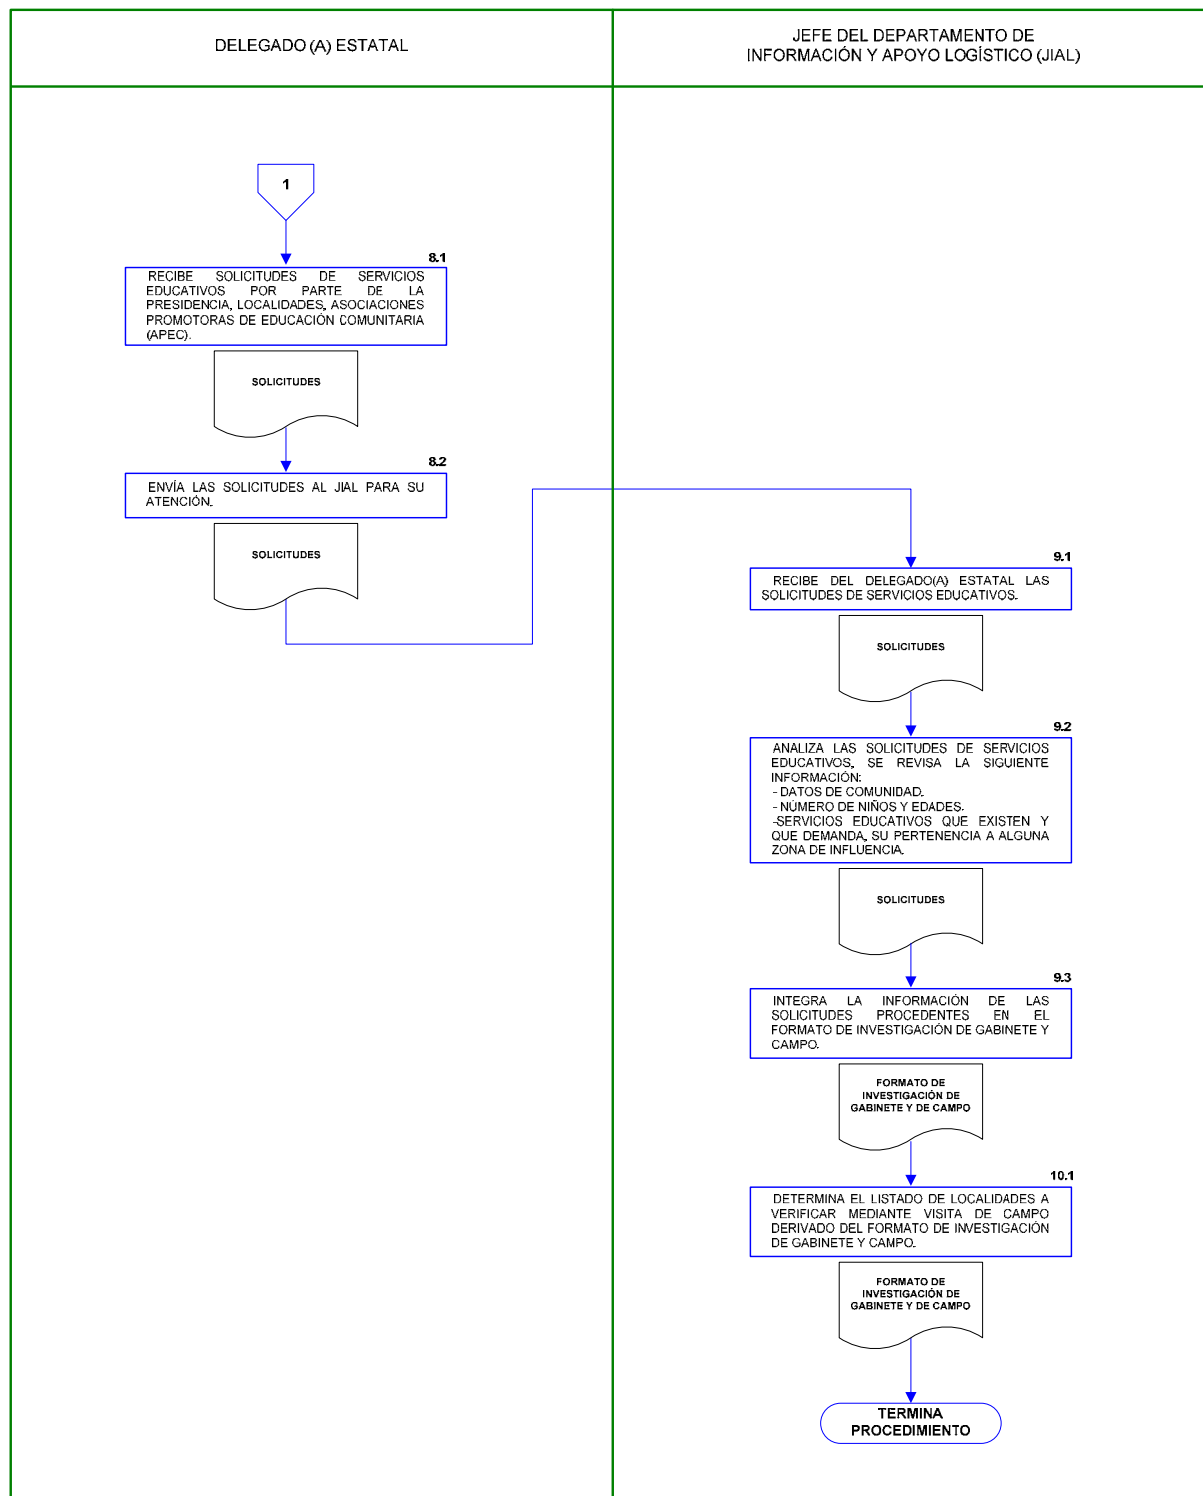 DELEGADO (A) ESTATAL
JEFE DEL DEPARTAMENTO DE
INFORMACIÓN Y APOYO LOGÍSTICO (JIAL)
1
8.1
RECIBE SOLICITUDES DE SERVICIOS
EDUCATIVOS POR PARTE DE LA
PRESIDENCIA, LOCALIDADES, ASOCIACIONES
PROMOTORAS DE EDUCACIÓN COMUNITARIA
(APEC).
SOLICITUDES
8.2
ENVÍA LAS SOLICITUDES AL JIAL PARA SU
ATENCIÓN.
SOLICITUDES
9.1
RECIBE DEL DELEGADO(A) ESTATAL LAS
SOLICITUDES DE SERVICIOS EDUCATIVOS.
SOLICITUDES
9.2
ANALIZA LAS SOLICITUDES DE SERVICIOS
EDUCATIVOS, SE REVISA LA SIGUIENTE
INFORMACIÓN:
- DATOS DE COMUNIDAD.
- NÚMERO DE NIÑOS Y EDADES.
-SERVICIOS EDUCATIVOS QUE EXISTEN Y
QUE DEMANDA, SU PERTENENCIA A ALGUNA
ZONA DE INFLUENCIA.
SOLICITUDES
9.3
INTEGRA LA INFORMACIÓN DE LAS
SOLICITUDES PROCEDENTES EN EL
FORMATO DE INVESTIGACIÓN DE GABINETE Y
CAMPO.
FORMATO DE
INVESTIGACIÓN DE
GABINETE Y DE CAMPO
10.1
DETERMINA EL LISTADO DE LOCALIDADES A
VERIFICAR MEDIANTE VISITA DE CAMPO
DERIVADO DEL FORMATO DE INVESTIGACIÓN
DE GABINETE Y CAMPO.
FORMATO DE
INVESTIGACIÓN DE
GABINETE Y DE CAMPO
TERMINA
PROCEDIMIENTO